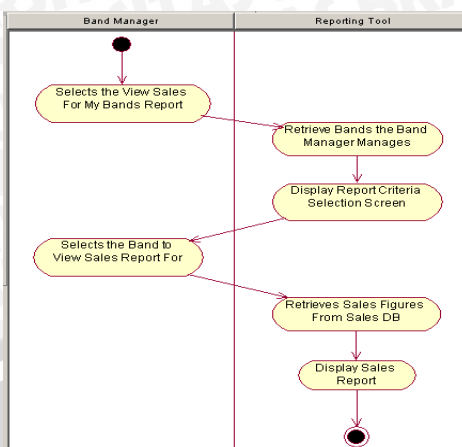 Band Manager
Reporting Tool
Selects the View Sales
For My Bands Report
Retrieve Bands the Band
Manager Manages
Display Report Criteria
Selection Screen
Selects the Band to
View Sales Report For
Retrieves Sales Figures
From Sales DB
Display Sales
Report